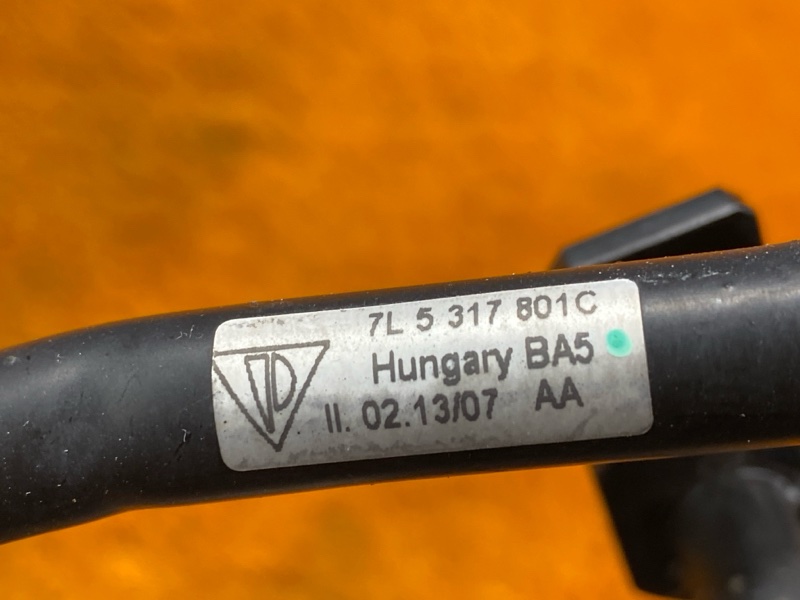 7L 5 317 801C
Hungary BA5
II. 02.13/07 AA